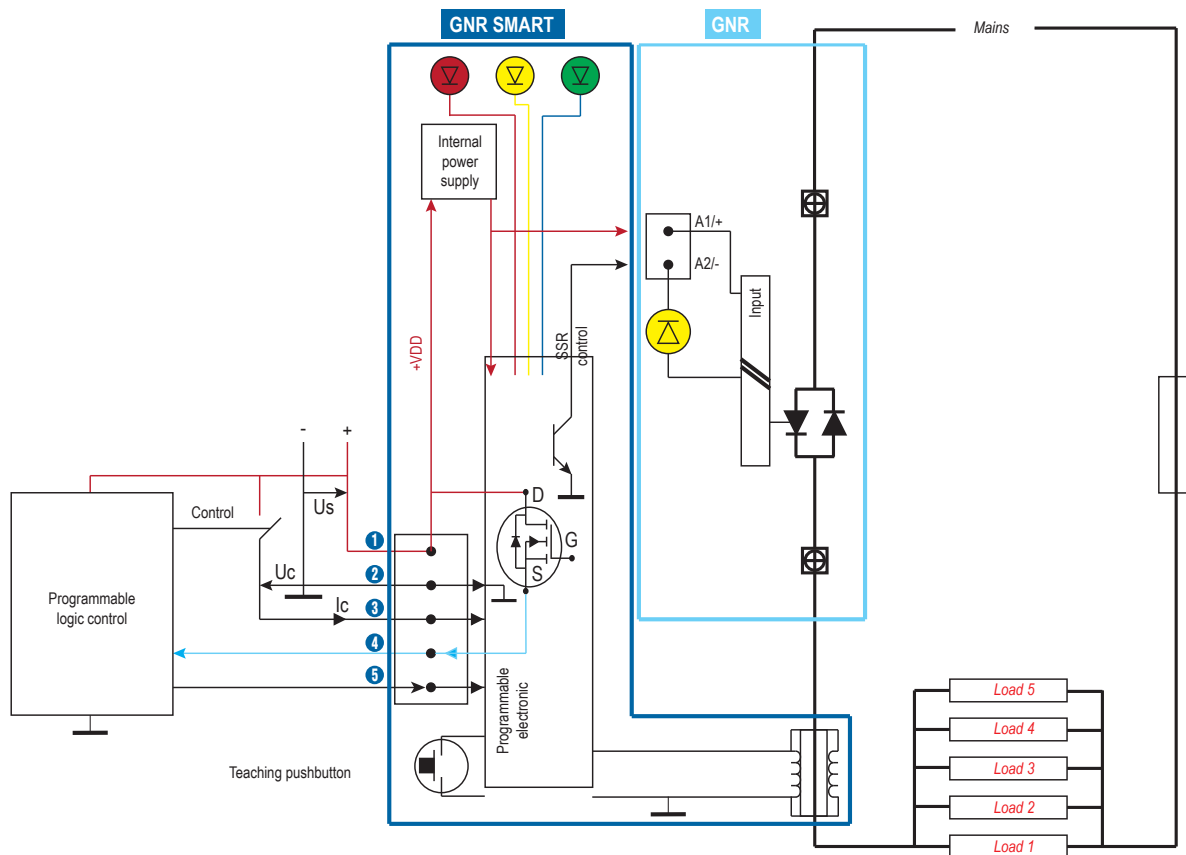 GNR SMART
GNR
Mains
Internal
power
supply
A1/+
A2/-
Input
SSR
control
+VDD
- +
Us
Control
D
G
S
1
Uc
2
Ic
3
4
5
Programmable
logic control
Programmable
electronic
Teaching pushbutton
Load 5
Load 4
Load 3
Load 2
Load 1